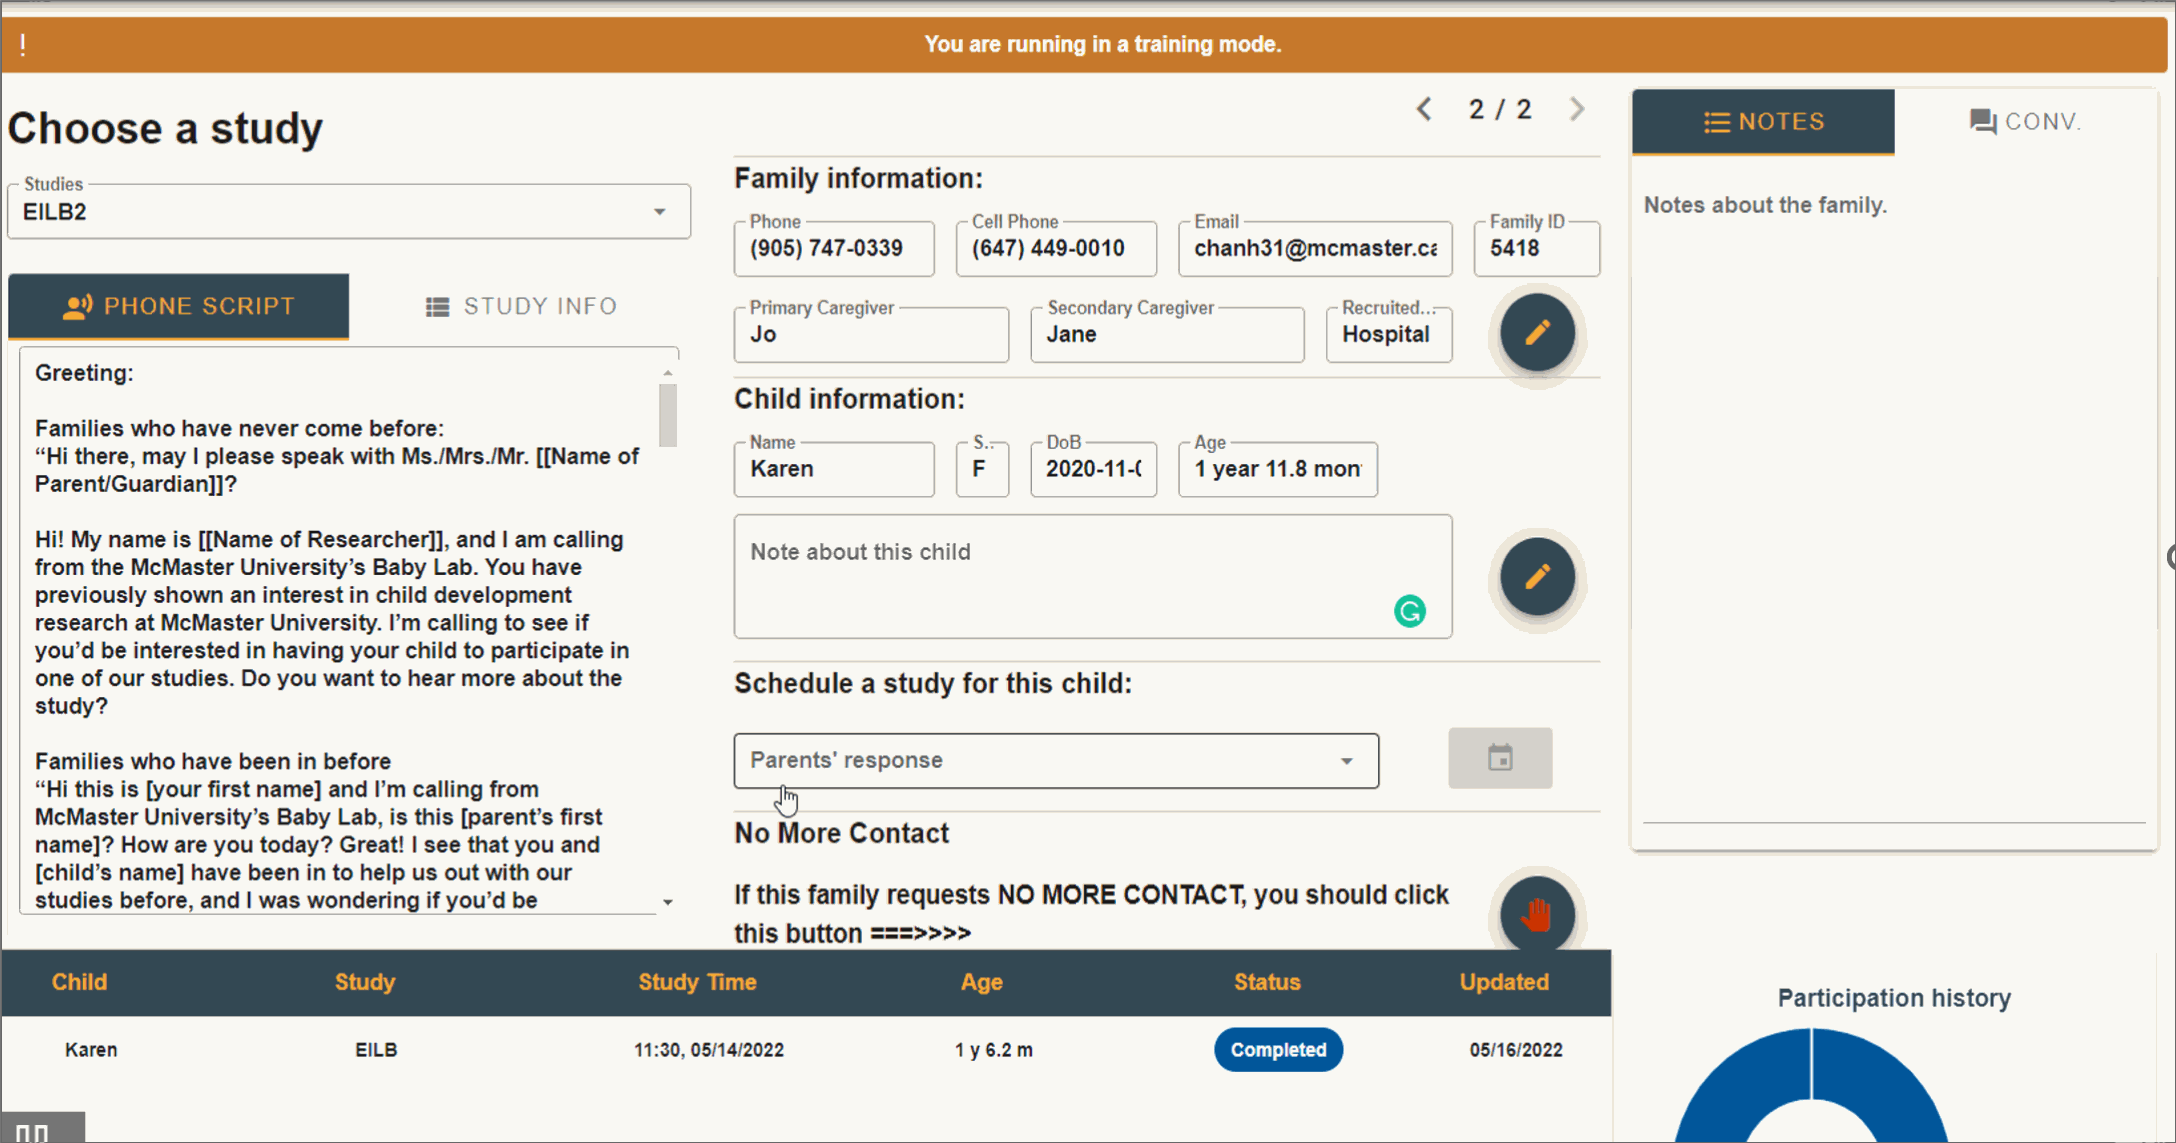 ! You are running in a training mode.
Choose a study
Studies
EILB2
PHONE SCRIPT
STUDY INFO
Greeting:
Families who have never come before:
“Hi there, may I please speak with Ms./Mrs./Mr. [[Name of
Parent/Guardian]]?
Hi! My name is [[Name of Researcher]], and I am calling
from the McMaster University’s Baby Lab. You have
previously shown an interest in child development
research at McMaster University. I’m calling to see if
you’d be interested in having your child to participate in
one of our studies. Do you want to hear more about the
study?
Families who have been in before
“Hi this is [your first name] and I’m calling from
McMaster University’s Baby Lab, is this [parent’s first
name]? How are you today? Great! I see that you and
[child’s name] have been in to help us out with our
studies before, and I was wondering if you’d be
2 / 2
Family information:
Phone
(905) 747-0339
Cell Phone
(647) 449-0010
Email
chanh31@mcmaster.ca
Family ID
5418
Primary Caregiver
Jo
Secondary Caregiver
Jane
Recruited...
Hospital
Child information:
Name
Karen
S..
F
DoB
2020-11-0
Age
1 year 11.8 mon
Note about this child
Schedule a study for this child:
Parents' response
No More Contact
If this family requests NO MORE CONTACT, you should click
this button ===>>>>
NOTES
CONV.
Notes about the family.
Child Study Study Time Age Status Updated
Karen EILB 11:30, 05/14/2022 1 y 6.2 m Completed 05/16/2022
Participation history